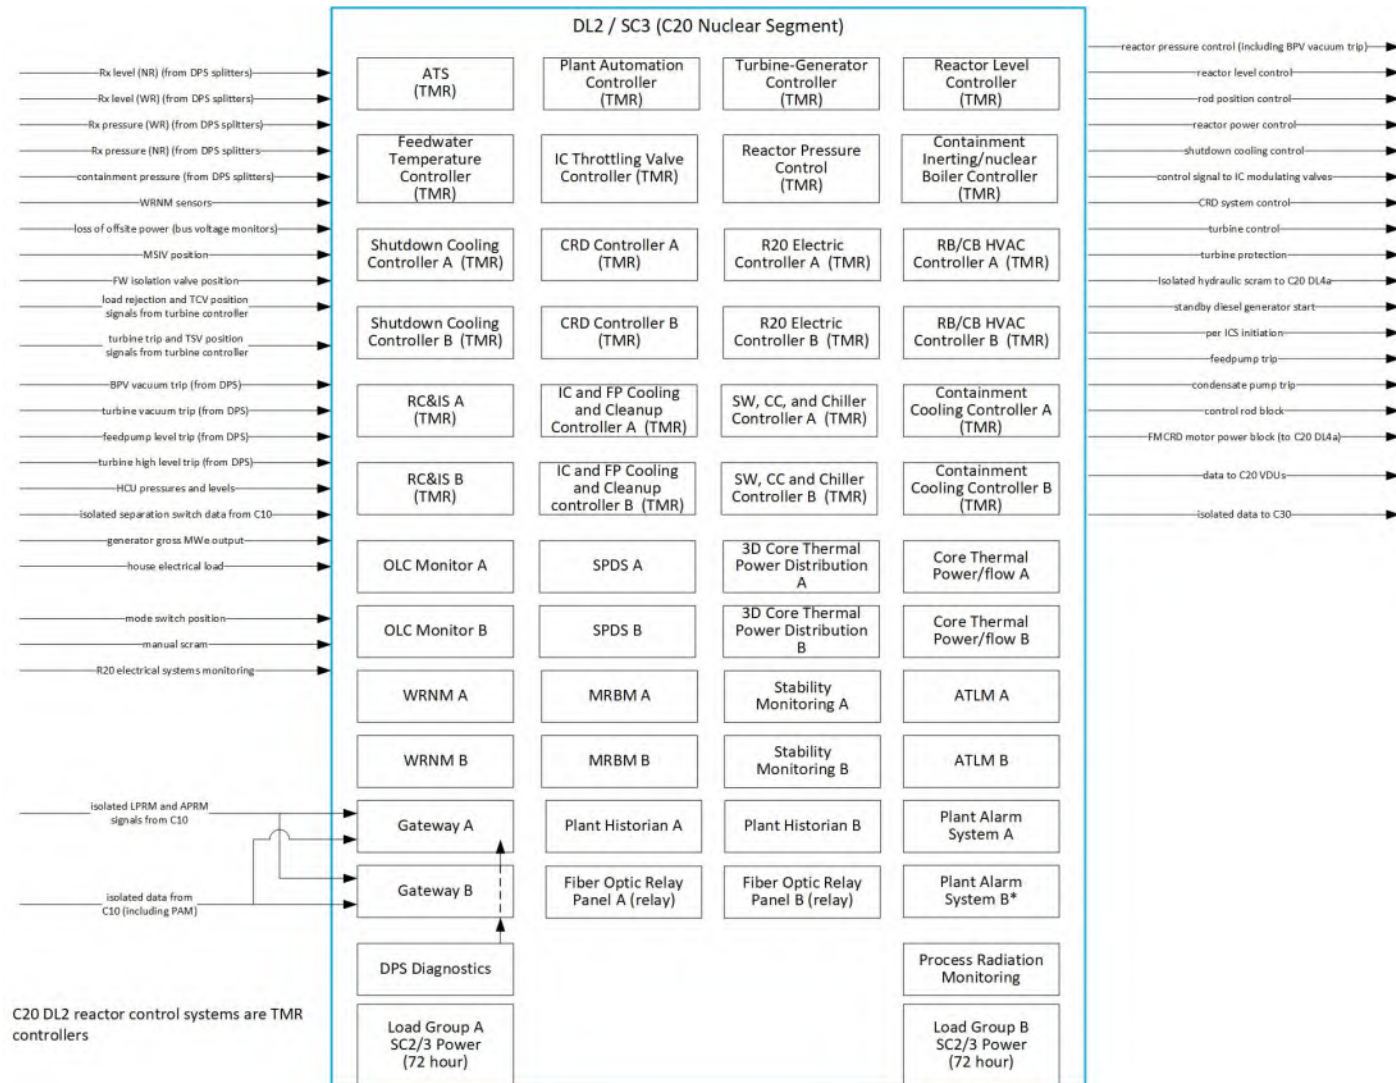 DL2 / SC3 (C20 Nuclear Segment)
Rx level (NR) (from DPS splitters)
Rx level (WR) (from DPS splitters)
Rx pressure (WR) (from DPS splitters)
Rx pressure (NR) (from DPS splitters
containment pressure (from DPS splitters)
WRNM sensors
loss of offsite power (bus voltage monitors)
MSIV position
FW isolation valve position
load rejection and TCV position
signals from turbine controller
turbine trip and TSV position
signals from turbine controller
BPV vacuum trip (from DPS)
turbine vacuum trip (from DPS)
feedpump level trip (from DPS)
turbine high level trip (from DPS)
HCU pressures and levels
isolated separation switch data from C10
generator gross MWe output
house electrical load
mode switch position
manual scram
R20 electrical systems monitoring
isolated LPRM and APRM
signals from C10
isolated data from
C10 (including PAM)
C20 DL2 reactor control systems are TMR
controllers
ATS
(TMR)
Plant Automation
Controller
(TMR)
Turbine-Generator
Controller
(TMR)
Reactor Level
Controller
(TMR)
Feedwater
Temperature
Controller
(TMR)
IC Throttling Valve
Controller (TMR)
Reactor Pressure
Control
(TMR)
Containment
Inerting/nuclear
Boiler Controller
(TMR)
Shutdown Cooling
Controller A (TMR)
CRD Controller A
(TMR)
R20 Electric
Controller A (TMR)
RB/CB HVAC
Controller A (TMR)
Shutdown Cooling
Controller B (TMR)
CRD Controller B
(TMR)
R20 Electric
Controller B (TMR)
RB/CB HVAC
Controller B (TMR)
RC&IS A
(TMR)
IC and FP Cooling
and Cleanup
Controller A (TMR)
SW, CC, and Chiller
Controller A (TMR)
Containment
Cooling Controller A
(TMR)
RC&IS B
(TMR)
IC and FP Cooling
and Cleanup
controller B (TMR)
SW, CC and Chiller
Controller B (TMR)
Containment
Cooling Controller B
(TMR)
OLC Monitor A
SPDS A
3D Core Thermal
Power Distribution
A
Core Thermal
Power/flow A
OLC Monitor B
SPDS B
3D Core Thermal
Power Distribution
B
Core Thermal
Power/flow B
WRNM A
MRBM A
Stability
Monitoring A
ATLM A
WRNM B
MRBM B
Stability
Monitoring B
ATLM B
Gateway A
Plant Historian A
Plant Historian B
Plant Alarm
System A
Gateway B
Fiber Optic Relay
Panel A (relay)
Fiber Optic Relay
Panel B (relay)
Plant Alarm
System B*
DPS Diagnostics
Process Radiation
Monitoring
Load Group A
SC2/3 Power
(72 hour)
Load Group B
SC2/3 Power
(72 hour)
reactor pressure control (including BPV vacuum trip)
reactor level control
rod position control
reactor power control
shutdown cooling control
control signal to IC modulating valves
CRD system control
turbine control
turbine protection
Isolated hydraulic scram to C20 DL4a
standby diesel generator start
per ICS initiation
feedpump trip
condensate pump trip
control rod block
FMCRD motor power block (to C20 DL4a)
data to C20 VDUs
isolated data to C30